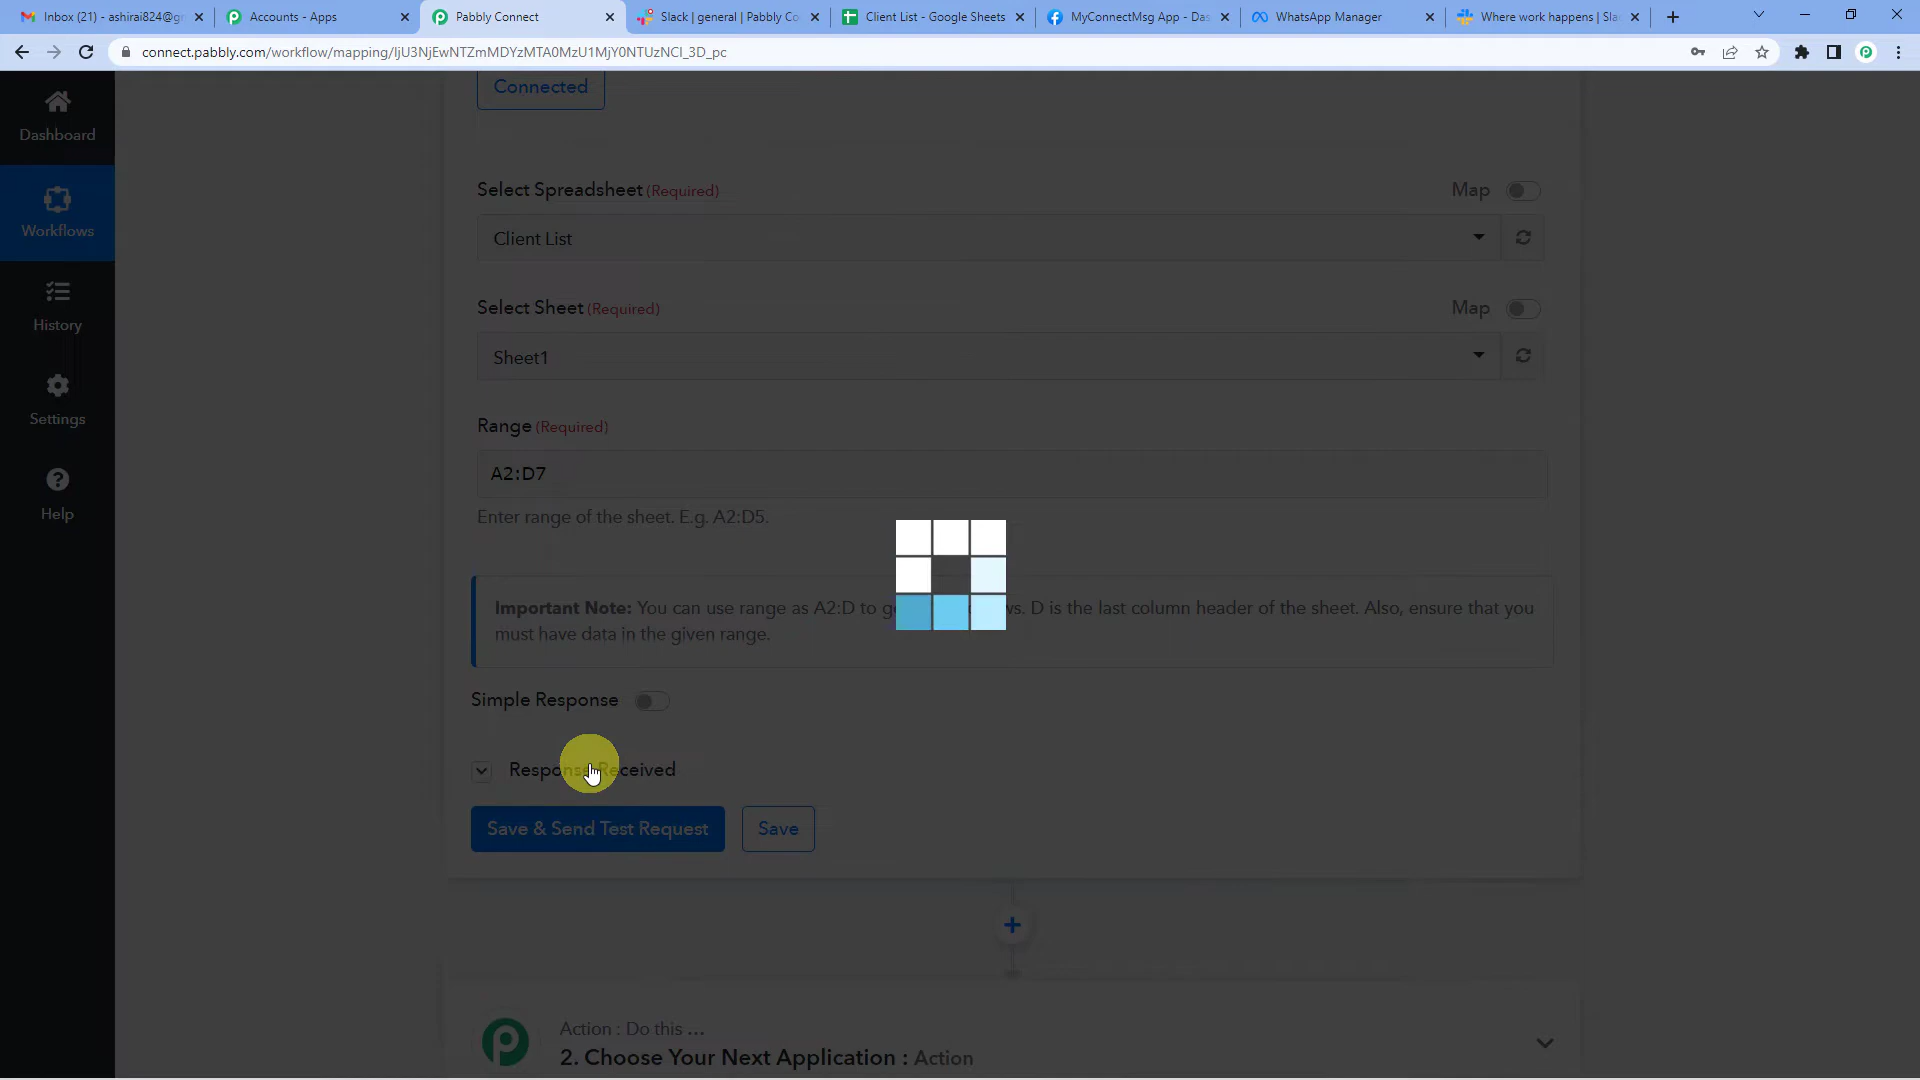 Inbox (21) - ashirai824@g
Accounts - Apps
Pabbly Connect
Slack | general | Pabbly Co
Client List - Google Sheets
MyConnectMsg App - Das
WhatsApp Manager
Where work happens | Sla
connect.pabbly.com/workflow/mapping/IjU3NjEwNTZmMDYzMTA0MzU1MjY0NTUzNCI_3D_pc
Dashboard
Workflows
History
Settings
Help
Connected
Select Spreadsheet (Required)
Map
Client List
Select Sheet (Required)
Map
Sheet1
Range (Required)
A2:D7
Enter range of the sheet. E.g. A2:D5.
Important Note: You can use range as A2:D to . D is the last column header of the sheet. Also, ensure that you
must have data in the given range.
Simple Response
Response Received
Save & Send Test Request
Save
Action : Do this ...
2. Choose Your Next Application : Action